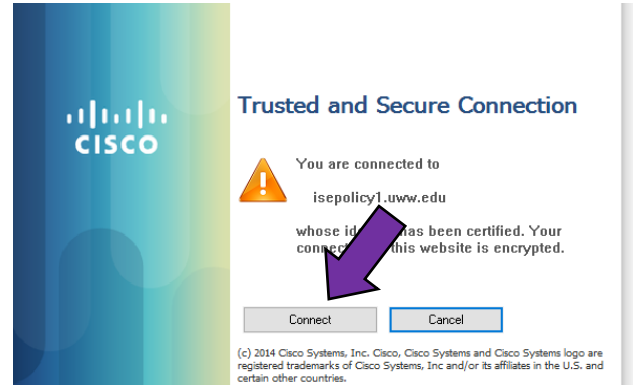 CISCO
Trusted and Secure Connection
You are connected to
isepolicy1.uww.edu
whose has been certified. Your
this website is encrypted.
Connect
Cancel
(c) 2014 Cisco Systems, Inc. Cisco, Cisco Systems and Cisco Systems logo are
registered trademarks of Cisco Systems, Inc and/or its affiliates in the U.S. and
certain other countries.